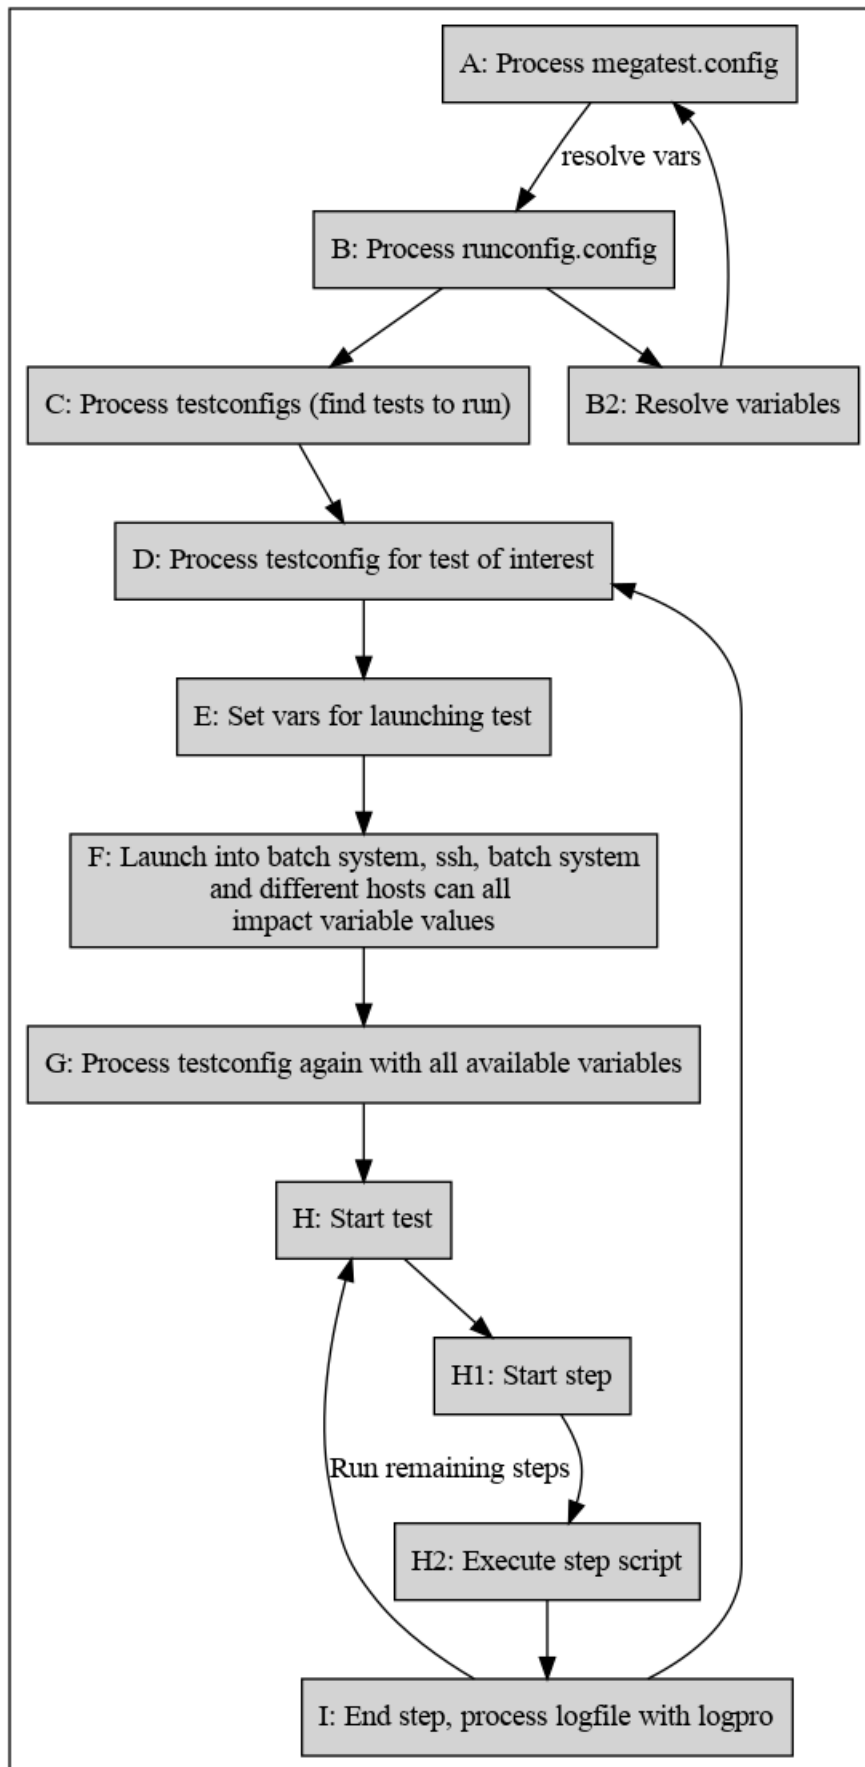 A: Process megatest.config
resolve vars
B: Process runconfig.config
C: Process testconfigs (find tests to run)
B2: Resolve variables
D: Process testconfig for test of interest
E: Set vars for launching test
F: Launch into batch system, ssh, batch system
and different hosts can all
impact variable values
G: Process testconfig again with all available variables
H: Start test
H1: Start step
Run remaining steps
H2: Execute step script
I: End step, process logfile with logpro